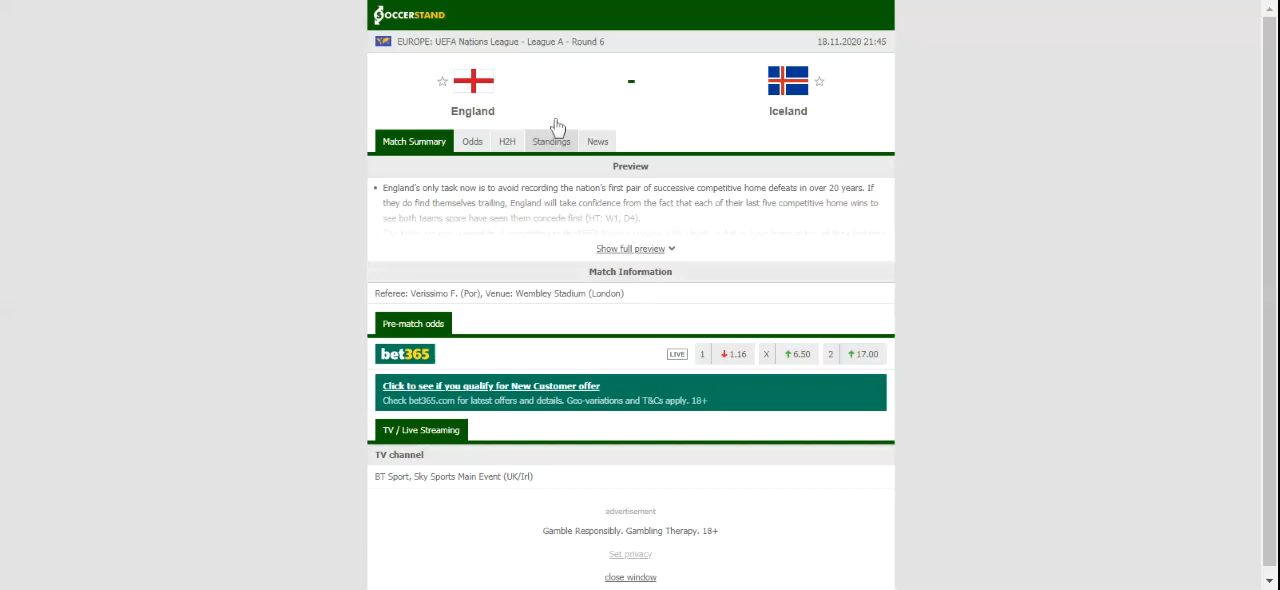 SOCCERSTAND
EUROPE: UEFA Nations League - League A - Round 6 18.11.2020 21:45
-
England Iceland
Match Summary Odds H2H Standings News
Preview
• England's only task now is to avoid recording the nation's first pair of successive competitive home defeats in over 20 years. If
they do find themselves trailing, England will take confidence from the fact that each of their last five competitive home wins to
see both teams score have seen them concede first (HT: W1, D4).
Show full preview
Match Information
Referee: Verissimo F. (Por), Venue: Wembley Stadium (London)
Pre-match odds
bet365 LIVE 1 1.16 X 6.50 2 17.00
Click to see if you qualify for New Customer offer
Check bet365.com for latest offers and details. Geo-variations and T&Cs apply. 18+
TV / Live Streaming
TV channel
BT Sport, Sky Sports Main Event (UK/Irl)
advertisement
Gamble Responsibly. Gambling Therapy. 18+
Set privacy
close window